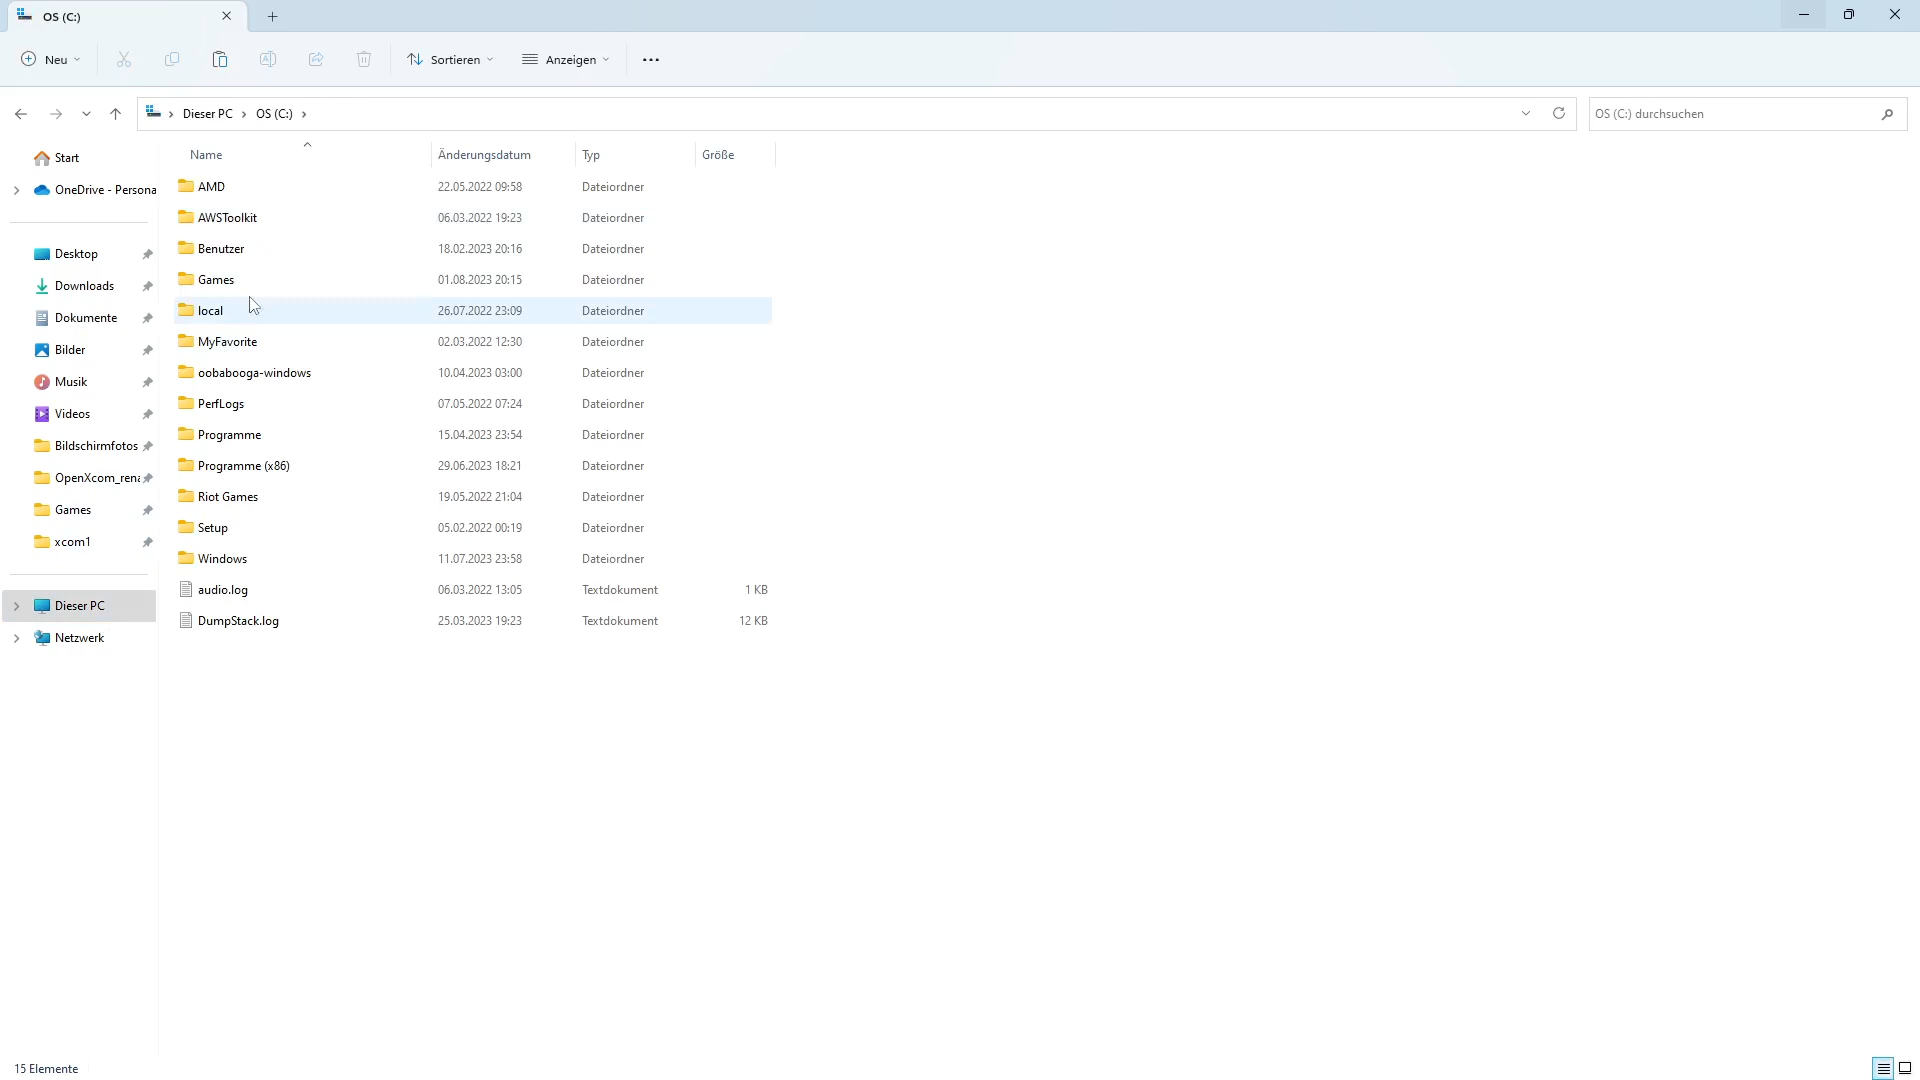 OS (C:)
Neu
Sortieren
Anzeigen
Dieser PC
OS (C:)
OS (C:) durchsuchen
Start
OneDrive - Persona
Desktop
Downloads
Dokumente
Bilder
Musik
Videos
Bildschirmfotos
OpenXcom_rena
Games
xcom1
Dieser PC
Netzwerk
Name Änderungsdatum Typ Größe
AMD 22.05.2022 09:58 Dateiordner
AWSToolkit 06.03.2022 19:23 Dateiordner
Benutzer 18.02.2023 20:16 Dateiordner
Games 01.08.2023 20:15 Dateiordner
local 26.07.2022 23:09 Dateiordner
MyFavorite 02.03.2022 12:30 Dateiordner
oobabooga-windows 10.04.2023 03:00 Dateiordner
PerfLogs 07.05.2022 07:24 Dateiordner
Programme 15.04.2023 23:54 Dateiordner
Programme (x86) 29.06.2023 18:21 Dateiordner
Riot Games 19.05.2022 21:04 Dateiordner
Setup 05.02.2022 00:19 Dateiordner
Windows 11.07.2023 23:58 Dateiordner
audio.log 06.03.2022 13:05 Textdokument 1 KB
DumpStack.log 25.03.2023 19:23 Textdokument 12 KB
15 Elemente